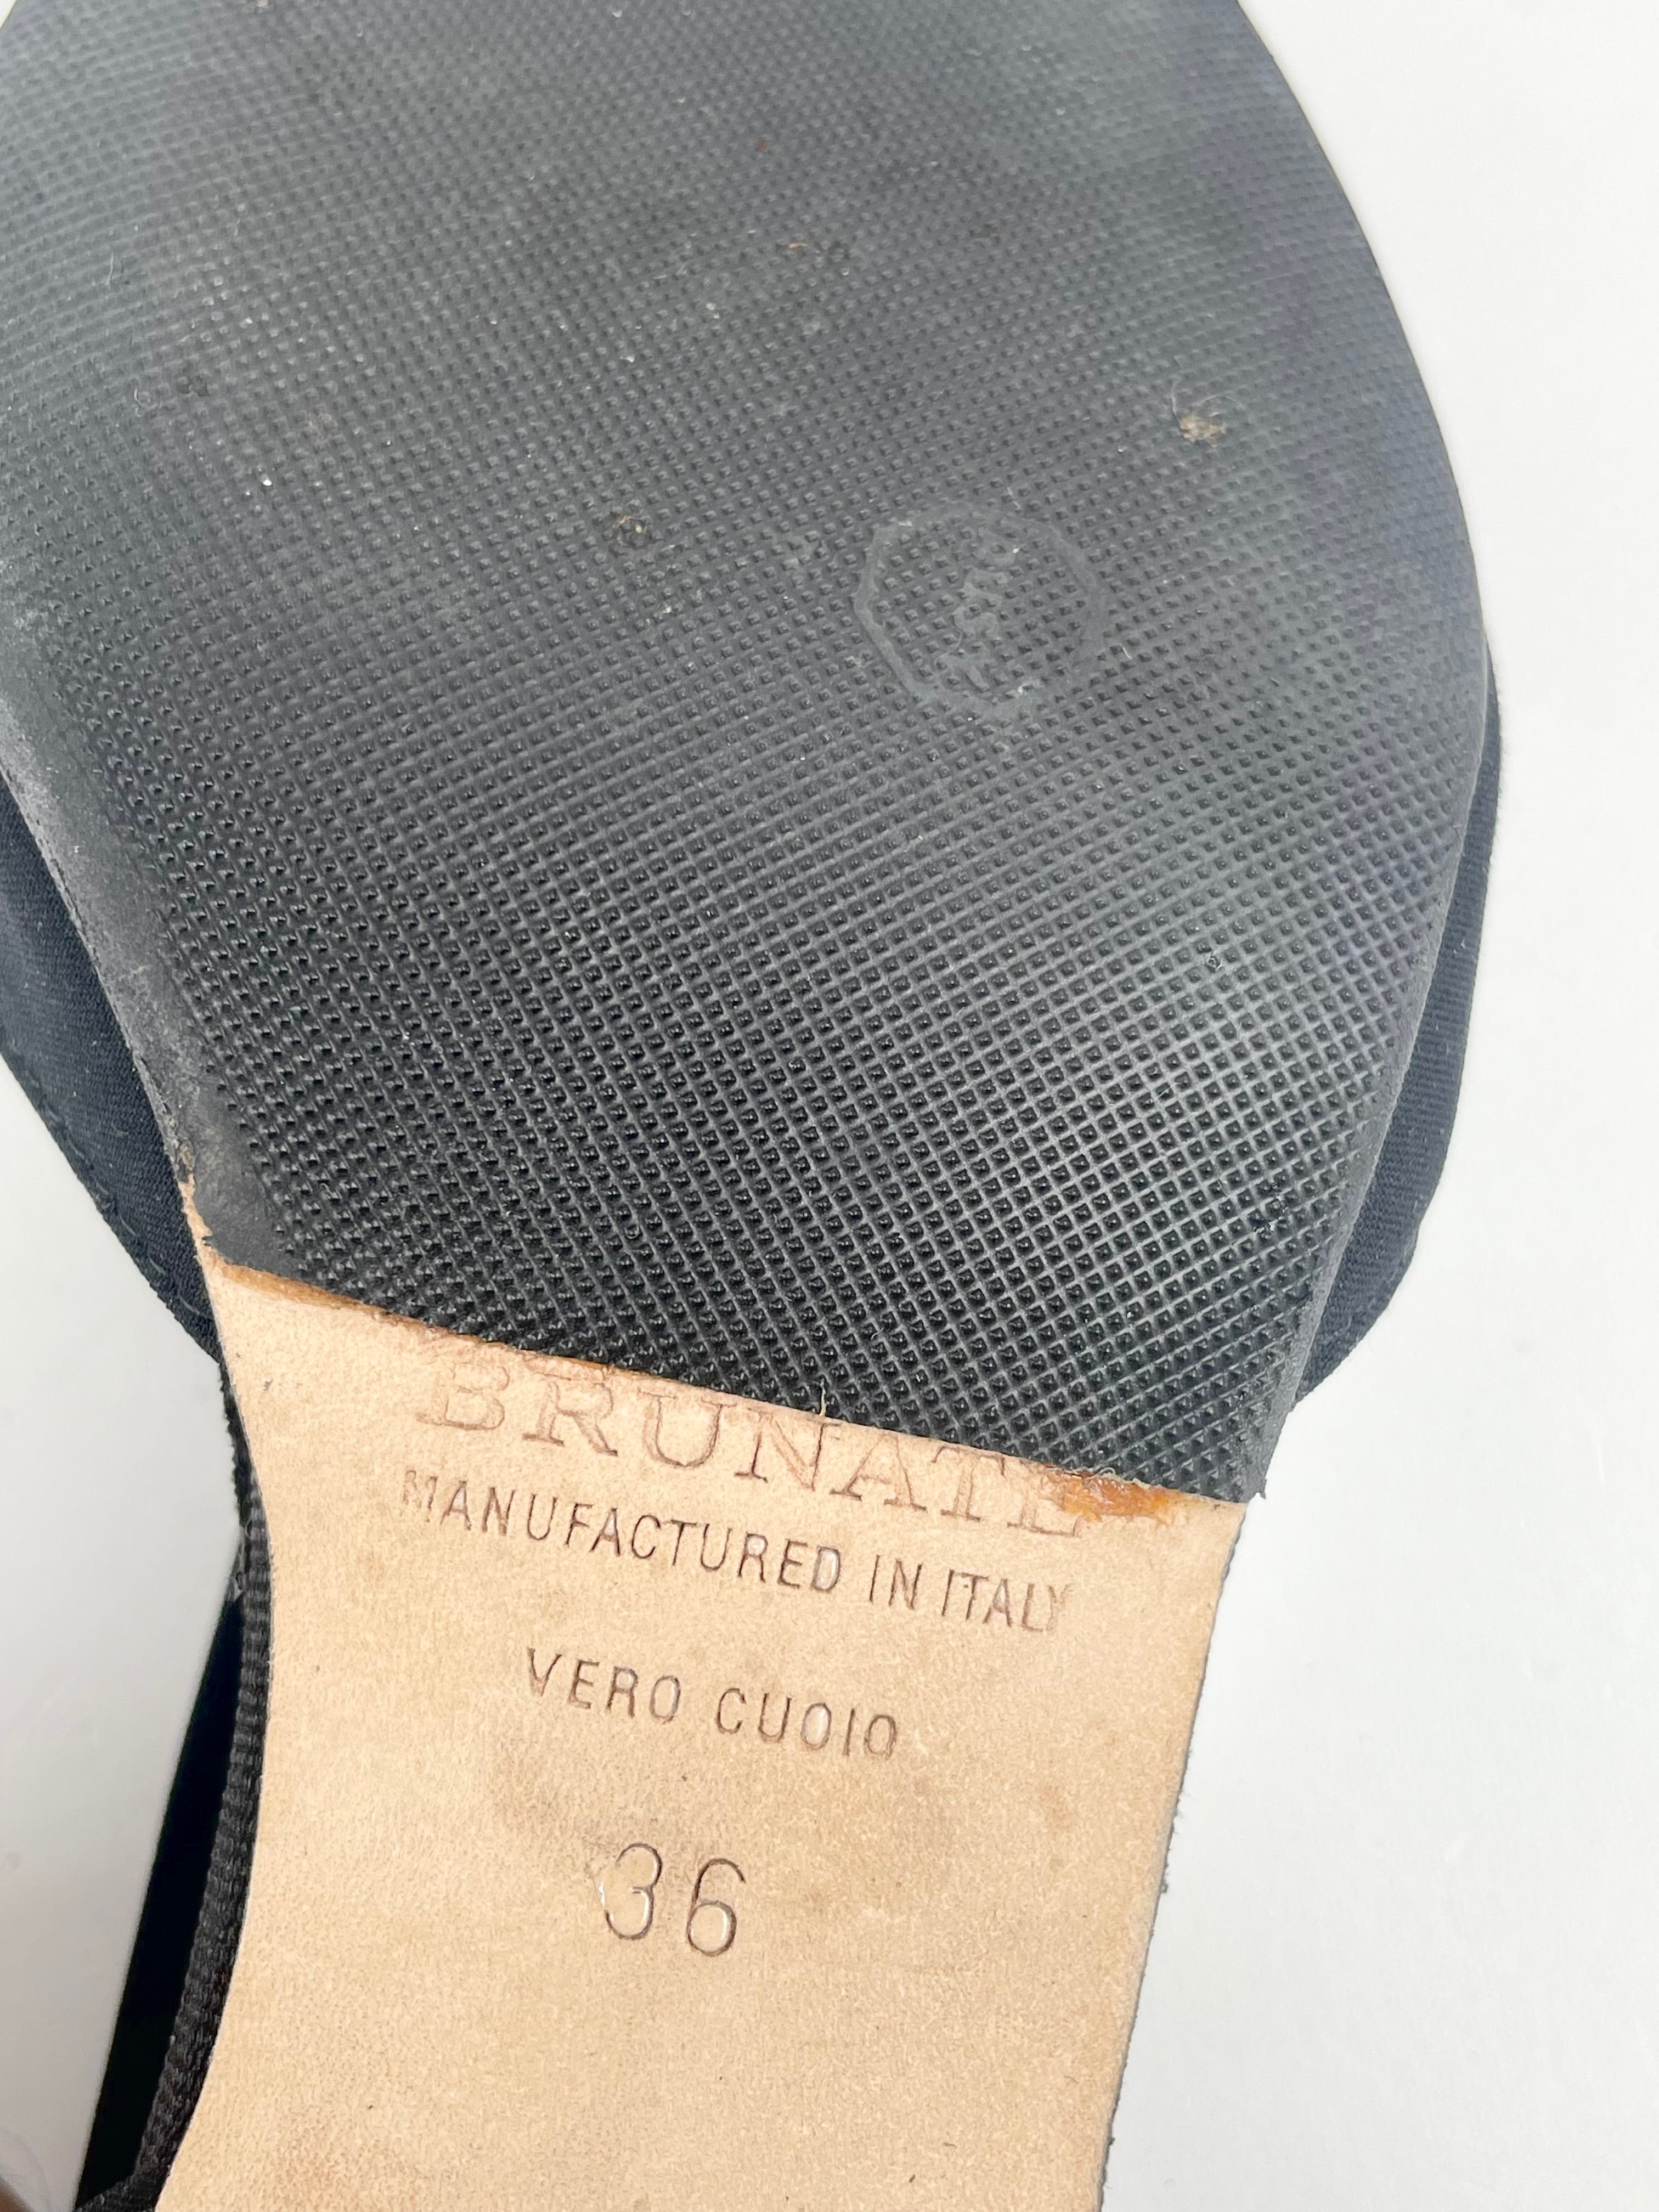 BRUNATE
MANUFACTURED IN ITALY
VERO CUOIO
36